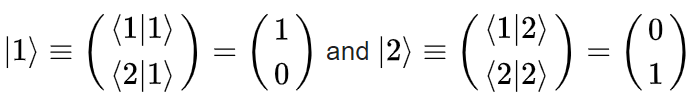 |1⟩ ≡ ( ⟨1|1⟩ ⟨2|1⟩ ) = ( 1 0 ) and |2⟩ ≡ ( ⟨1|2⟩ ⟨2|2⟩ ) = ( 0 1 )